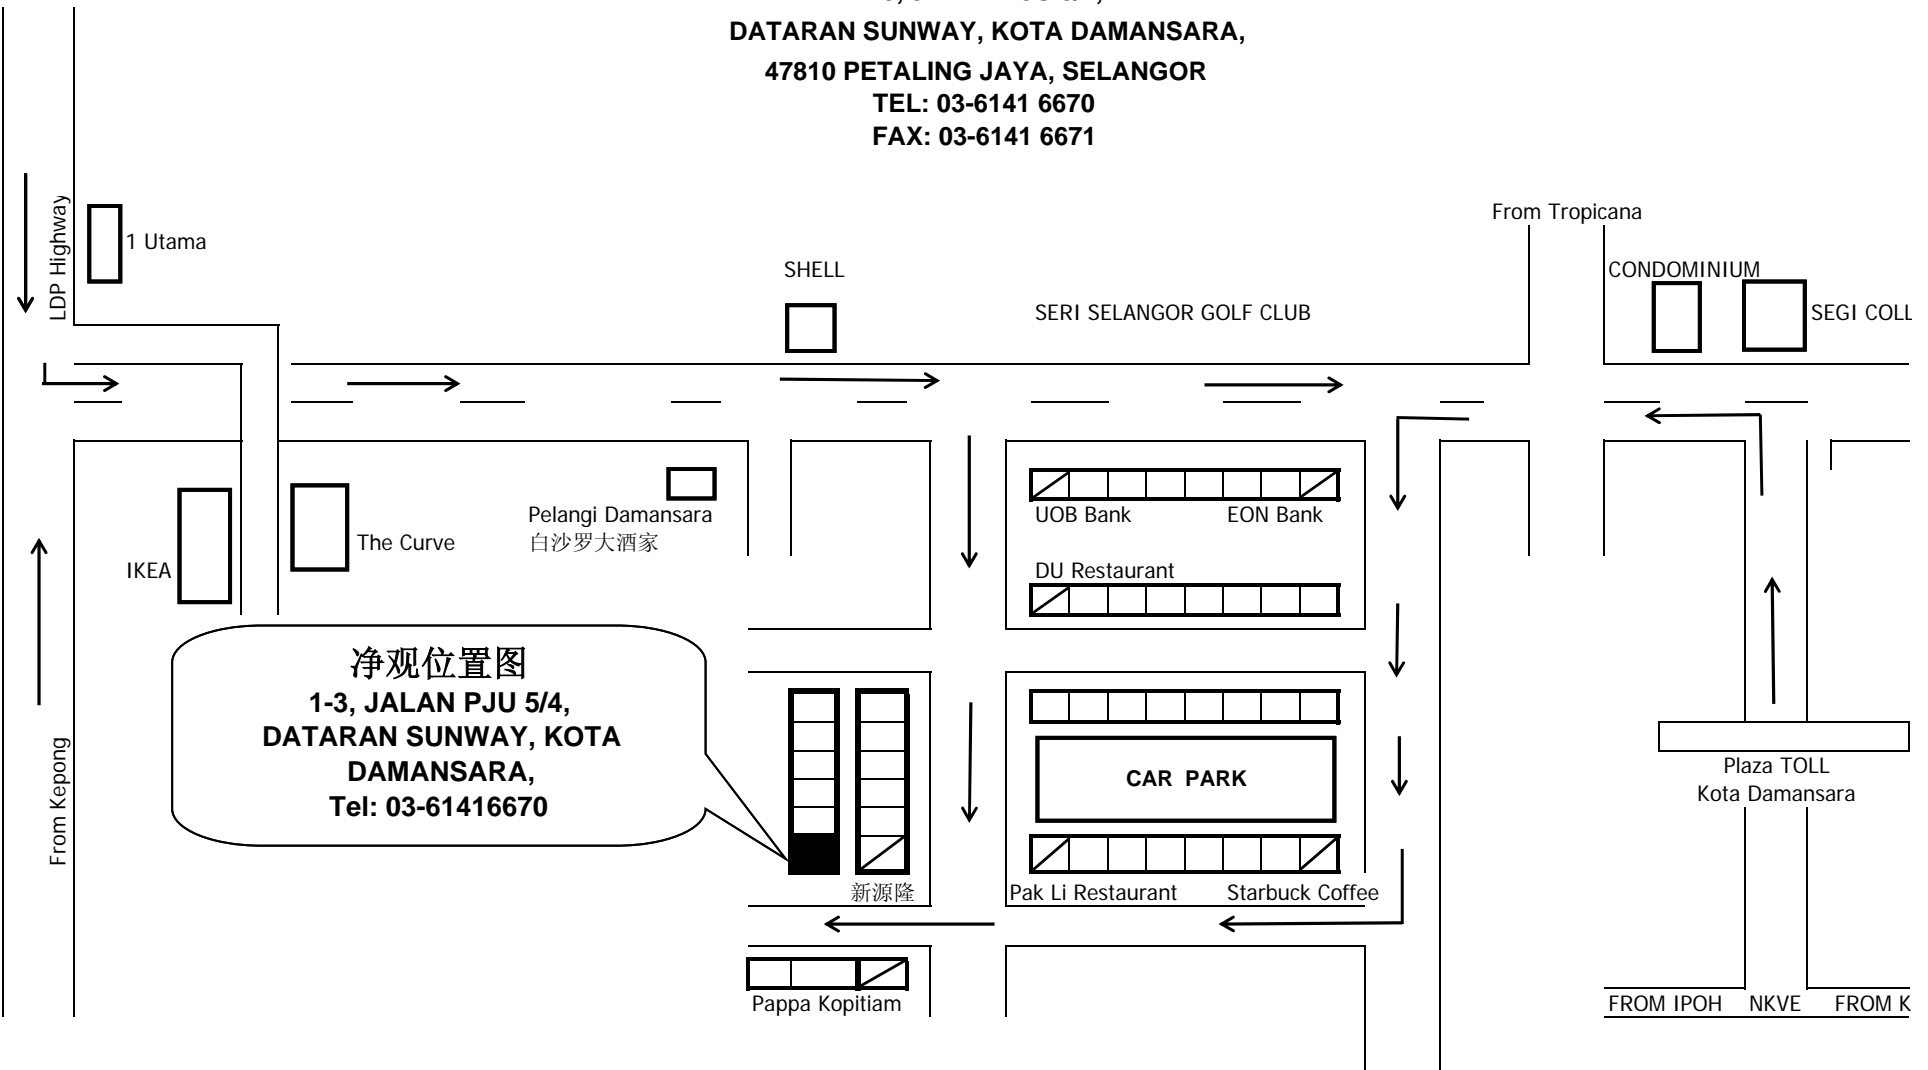 DATARAN SUNWAY, KOTA DAMANSARA,
47810 PETALING JAYA, SELANGOR
TEL: 03-6141 6670
FAX: 03-6141 6671
LDP Highway
1 Utama
SHELL
SERI SELANGOR GOLF CLUB
From Tropicana
CONDOMINIUM
SEGI COLL
IKEA
The Curve
Pelangi Damansara
白沙罗大酒家
UOB Bank
EON Bank
DU Restaurant
净观位置图
1-3, JALAN PJU 5/4,
DATARAN SUNWAY, KOTA
DAMANSARA,
Tel: 03-61416670
From Kepong
CAR PARK
Plaza TOLL
Kota Damansara
新源隆
Pak Li Restaurant
Starbuck Coffee
Pappa Kopitiam
FROM IPOH
NKVE
FROM K